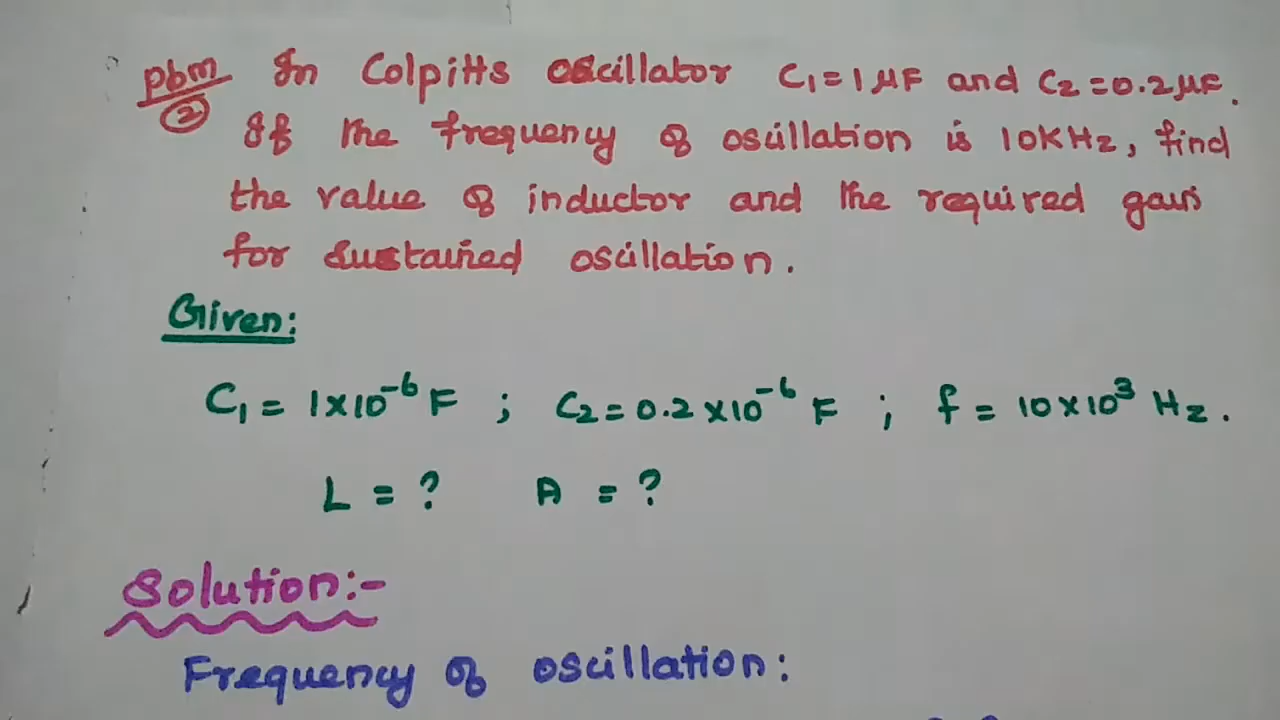 Pbm In Colpitts oscillator C₁=1μF and C₂=0.2μF.
② If the frequency of oscillation is 10KHz, find
the value of inductor and the required gain
for sustained oscillation.
Given:
C₁ = 1×10⁻⁶ F ; C₂=0.2×10⁻⁶ F ; f = 10×10³ Hz.
L = ? A = ?
Solution:-
Frequency of oscillation: